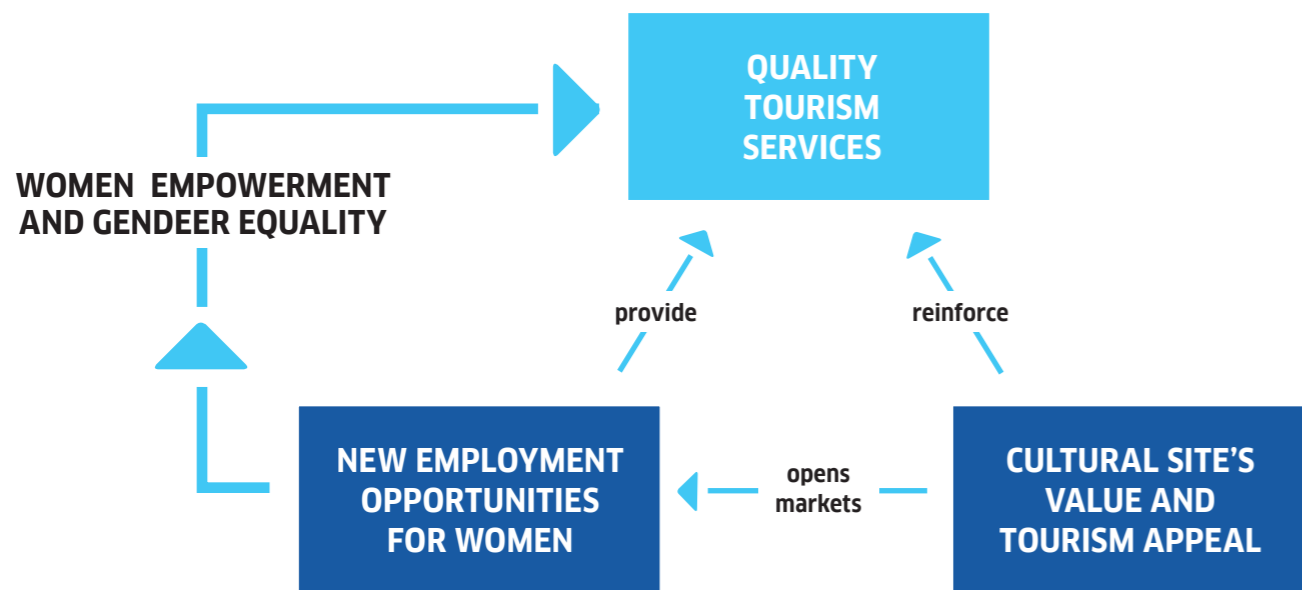 QUALITY
TOURISM
SERVICES
WOMEN EMPOWERMENT
AND GENDEER EQUALITY
provide
reinforce
NEW EMPLOYMENT
OPPORTUNITIES
FOR WOMEN
opens
markets
CULTURAL SITE’S
VALUE AND
TOURISM APPEAL